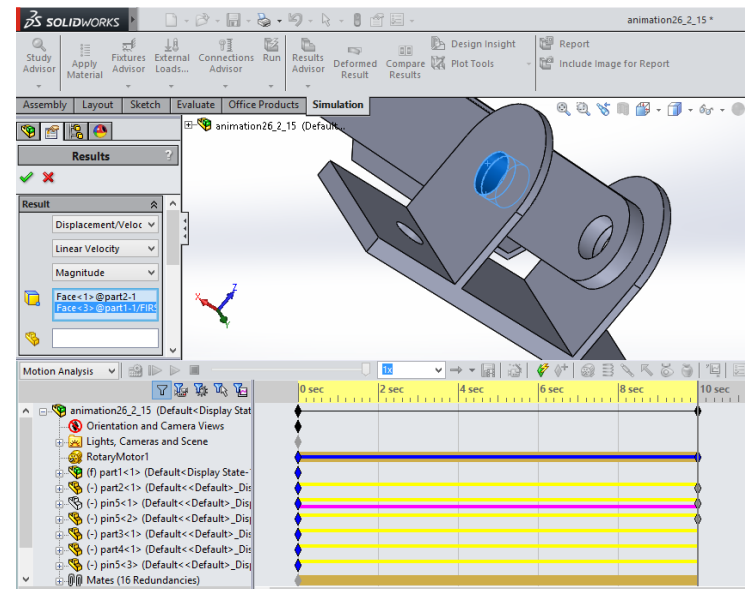 SOLIDWORKS
animation26_2_15 *
Study Advisor
Apply Material
Fixtures Advisor
External Loads...
Connections Advisor
Run
Results Advisor
Deformed Result
Compare Results
Design Insight
Plot Tools
Report
Include Image for Report
Assembly Layout Sketch Evaluate Office Products Simulation
animation26_2_15 (Default...
Results ?
Result
Displacement/Veloc
Linear Velocity
Magnitude
Face<1>@part2-1
Face<3>@part1-1/FIRS
X Z Y
Motion Analysis 1x
0 sec 2 sec 4 sec 6 sec 8 sec 10 sec
animation26_2_15 (Default<Display Stat
Orientation and Camera Views
Lights, Cameras and Scene
RotaryMotor1
(f) part1<1> (Default<Display State-
(-) part2<1> (Default<<Default>_Dis
(-) pin5<1> (Default<<Default>_Disp
(-) pin5<2> (Default<<Default>_Disp
(-) part3<1> (Default<<Default>_Dis
(-) part4<1> (Default<<Default>_Dis
(-) pin5<3> (Default<<Default>_Disp
Mates (16 Redundancies)